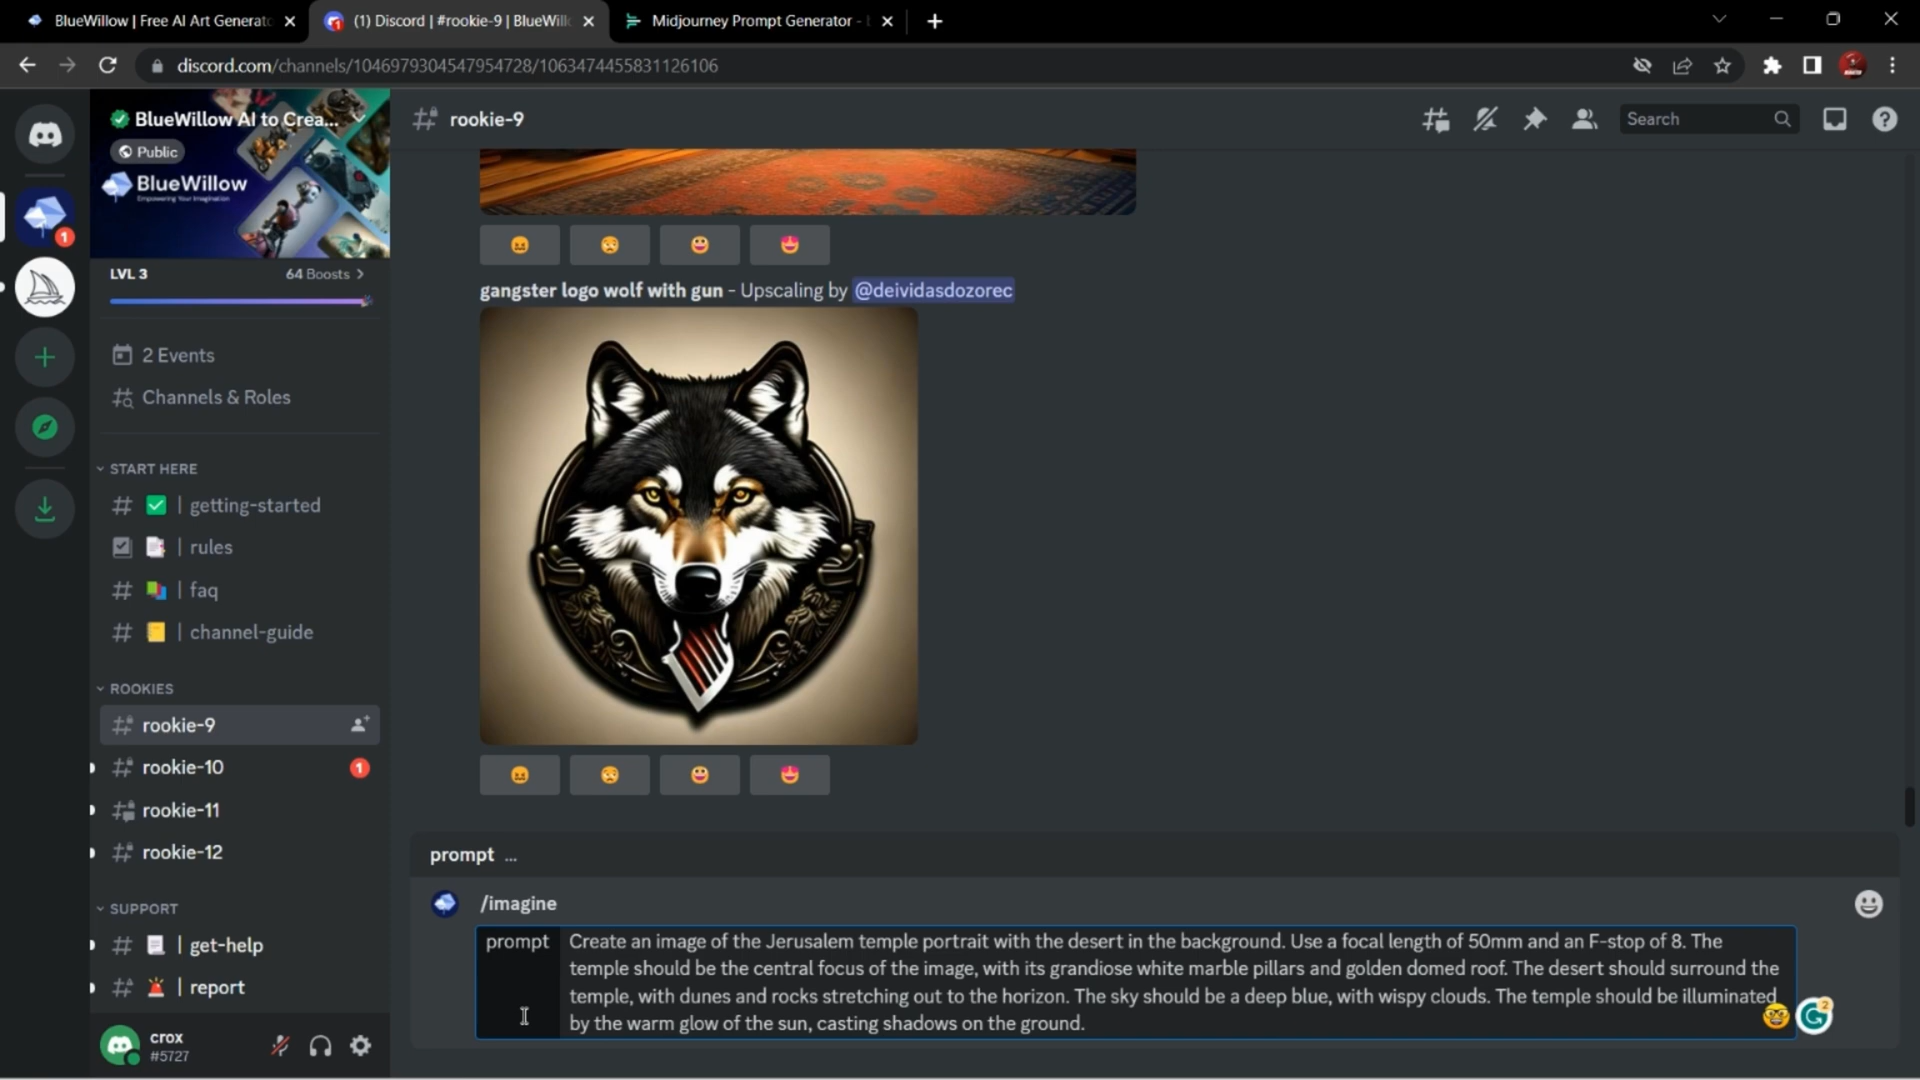 BlueWillow | Free AI Art Generato
(1) Discord | #rookie-9 | BlueWill
Midjourney Prompt Generator -
discord.com/channels/1046979304547954728/1063474455831126106
BlueWillow AI to Crea...
Public
BlueWillow
Empowering Your Imagination
LVL 3
64 Boosts
2 Events
Channels & Roles
START HERE
| getting-started
| rules
| faq
| channel-guide
ROOKIES
rookie-9
rookie-10
1
rookie-11
rookie-12
SUPPORT
| get-help
| report
crox
#5727
1
rookie-9
Search
gangster logo wolf with gun - Upscaling by @deividasdozorec
prompt ...
/imagine
prompt Create an image of the Jerusalem temple portrait with the desert in the background. Use a focal length of 50mm and an F-stop of 8. The
temple should be the central focus of the image, with its grandiose white marble pillars and golden domed roof. The desert should surround the
temple, with dunes and rocks stretching out to the horizon. The sky should be a deep blue, with wispy clouds. The temple should be illuminated
by the warm glow of the sun, casting shadows on the ground.
2